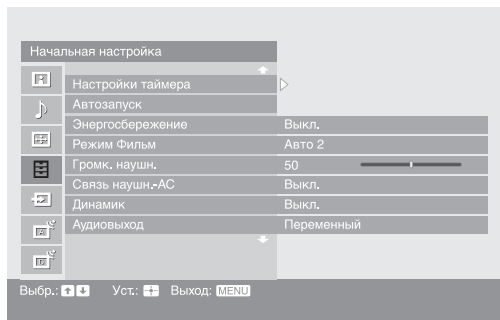 Начальная настройка
Настройки таймера
Автозапуск
Энергосбережение Выкл.
Режим Фильм Авто 2
Громк. наушн. 50
Связь наушн.-АС Выкл.
Динамик Выкл.
Аудиовыход Переменный
Выбр.: Уст.: Выход: MENU